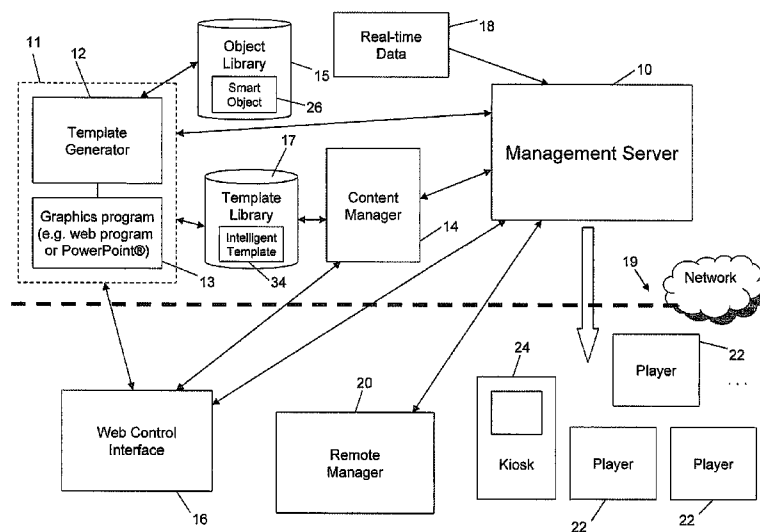 11
12
Object
Library
Smart
Object
15
26
Real-time
Data
18
10
Template
Generator
Management Server
17
Template
Library
Intelligent
Template
34
Content
Manager
14
Graphics program
(e.g. web program
or PowerPoint®)
13
19
Network
22
Player
. . .
24
Kiosk
20
Web Control
Interface
16
Remote
Manager
Player
22
Player
22